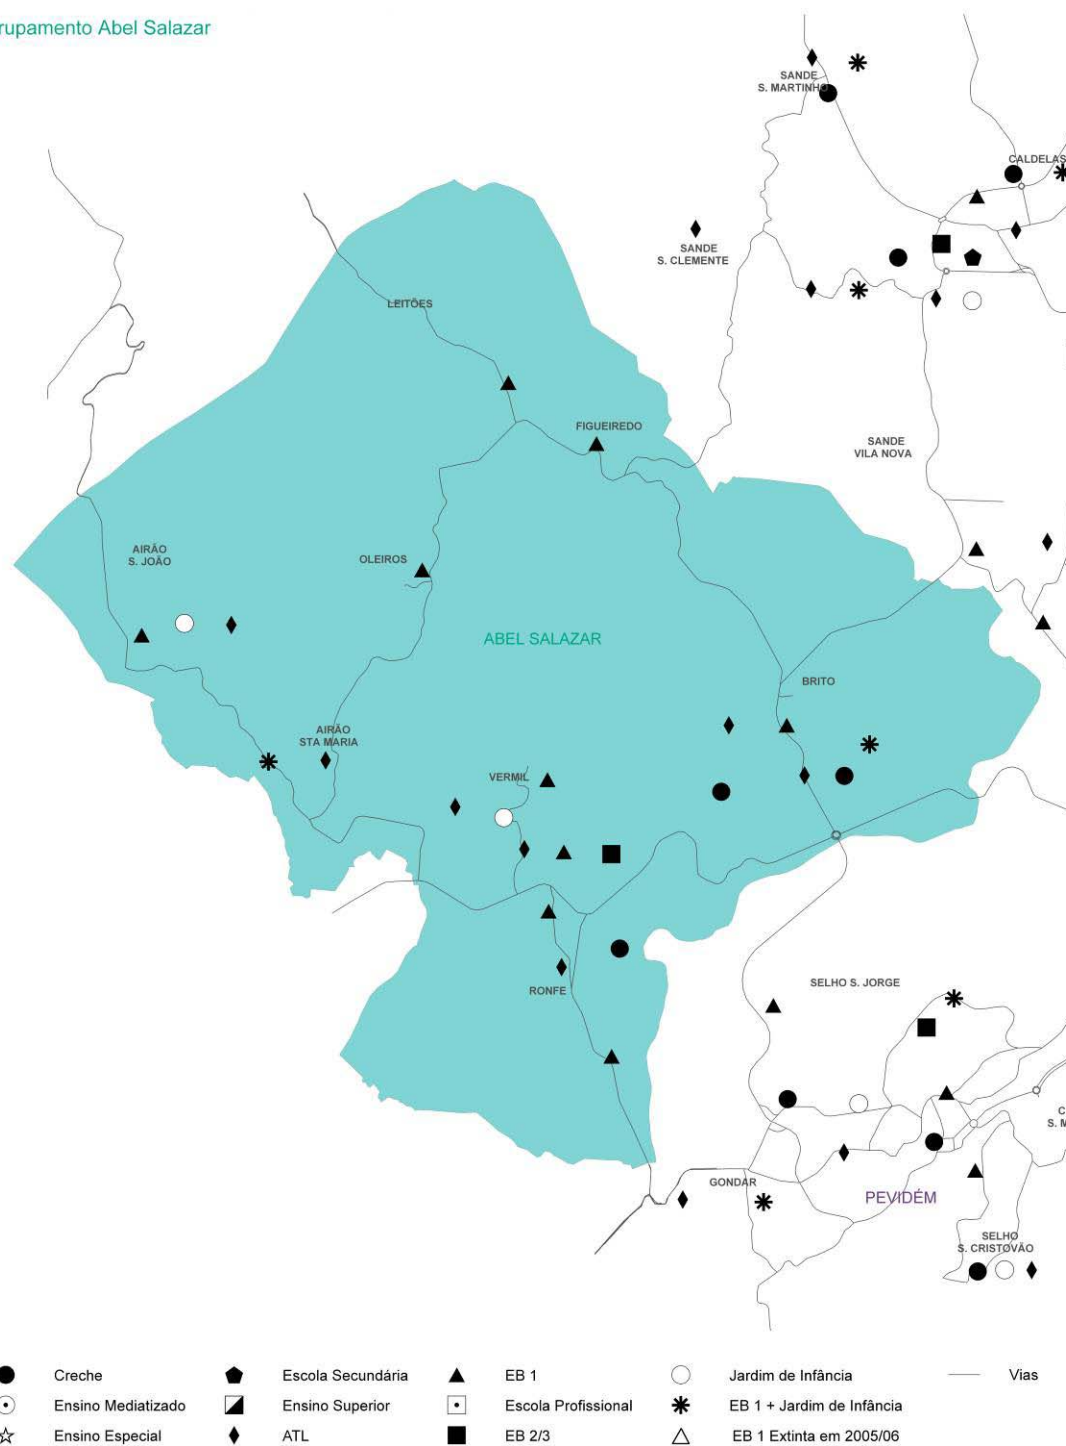 rupamento Abel Salazar
SANDE
S. MARTINHO
CALDELAS
SANDE
S. CLEMENTE
LEITÕES
FIGUEIREDO
SANDE
VILA NOVA
AIRÃO
S. JOÃO
OLEIROS
ABEL SALAZAR
BRITO
AIRÃO
STA MARIA
VERMIL
SELHO S. JORGE
RONFE
C
S. M
GONDAR
PEVIDÉM
SELHO
S. CRISTOVÃO
Creche
Escola Secundária
EB 1
Jardim de Infância
Vias
Ensino Mediatizado
Ensino Superior
Escola Profissional
EB 1 + Jardim de Infância
Ensino Especial
ATL
EB 2/3
EB 1 Extinta em 2005/06